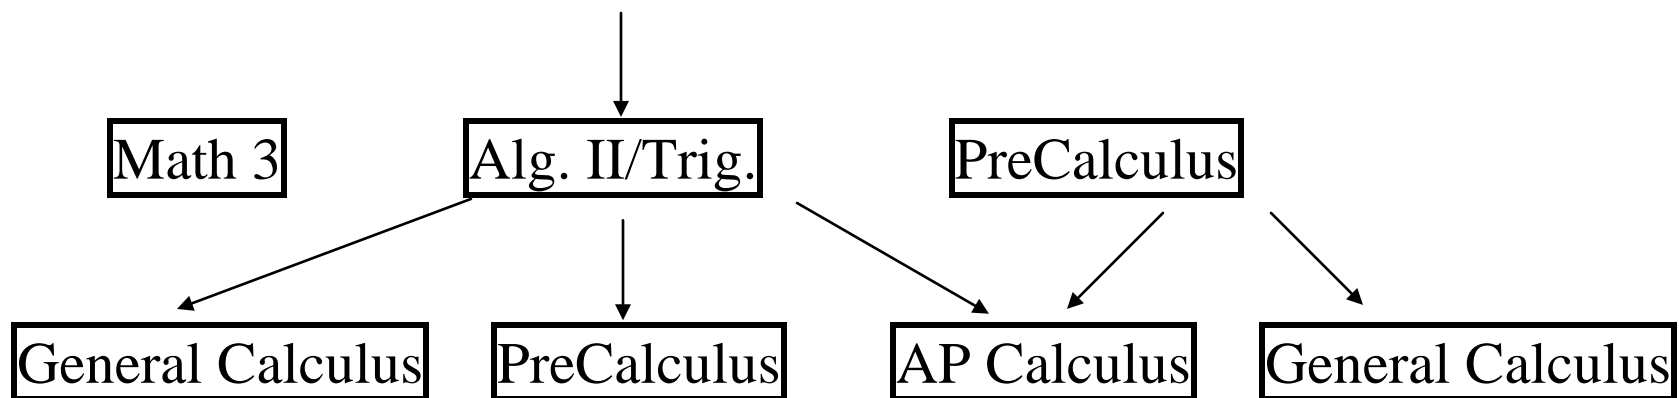 Math 3
Alg. II/Trig.
PreCalculus
General Calculus
PreCalculus
AP Calculus
General Calculus